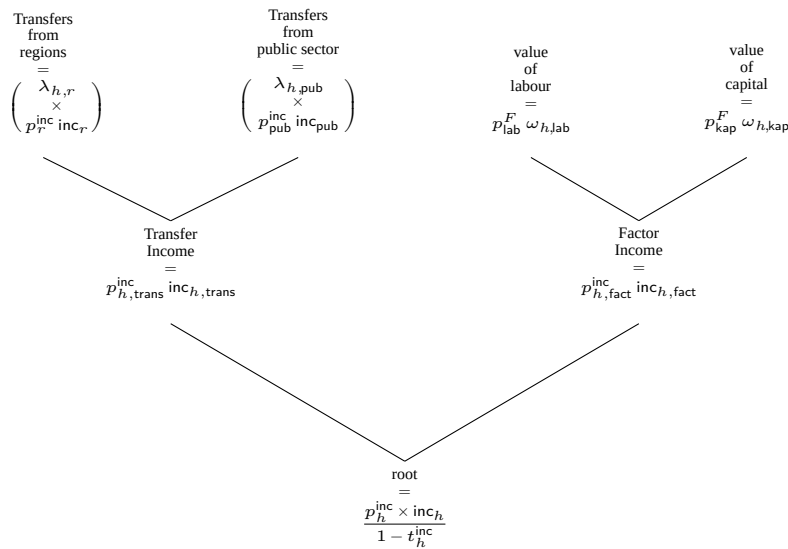 Transfers
from
regions
=
( λ_{h,r}
×
p_r^{inc} inc_r )
Transfers
from
public sector
=
( λ_{h,pub}
×
p_{pub}^{inc} inc_{pub} )
value
of
labour
=
p_{lab}^F ω_{h,lab}
value
of
capital
=
p_{kap}^F ω_{h,kap}
Transfer
Income
=
p_{h,trans}^{inc} inc_{h,trans}
Factor
Income
=
p_{h,fact}^{inc} inc_{h,fact}
root
=
p_h^{inc} × inc_h
1 − t_h^{inc}